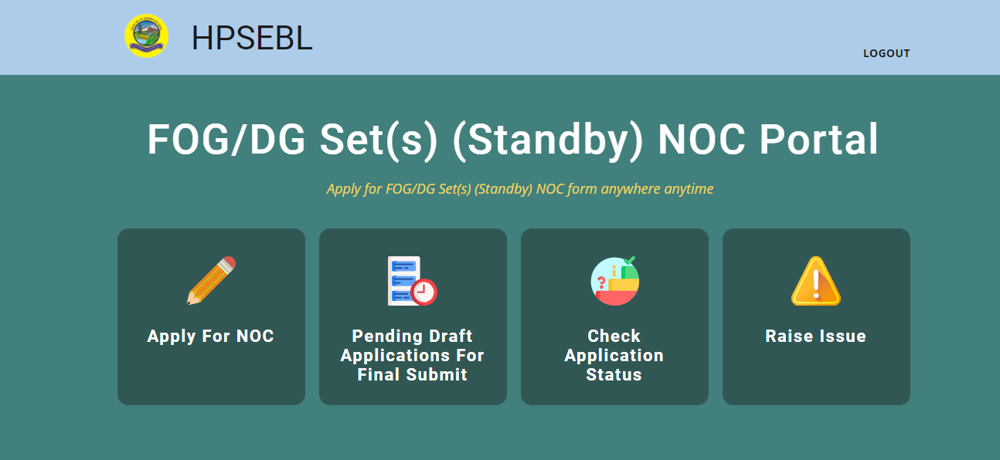 HPSEBL
LOGOUT
FOG/DG Set(s) (Standby) NOC Portal
Apply for FOG/DG Set(s) (Standby) NOC form anywhere anytime
Apply For NOC
Pending Draft
Applications For
Final Submit
Check
Application
Status
Raise Issue